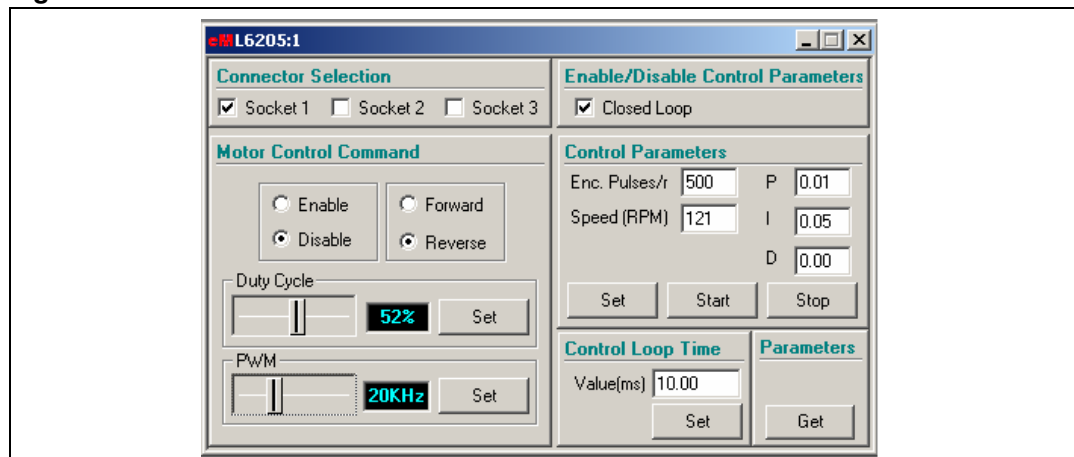 eMM L6205:1
Connector Selection
Socket 1 Socket 2 Socket 3
Enable/Disable Control Parameters
Closed Loop
Motor Control Command
Enable
Disable
Forward
Reverse
Duty Cycle
52% Set
PWM
20KHz Set
Control Parameters
Enc. Pulses/r 500 P 0.01
Speed (RPM) 121 I 0.05
D 0.00
Set Start Stop
Control Loop Time
Value(ms) 10.00
Set
Parameters
Get